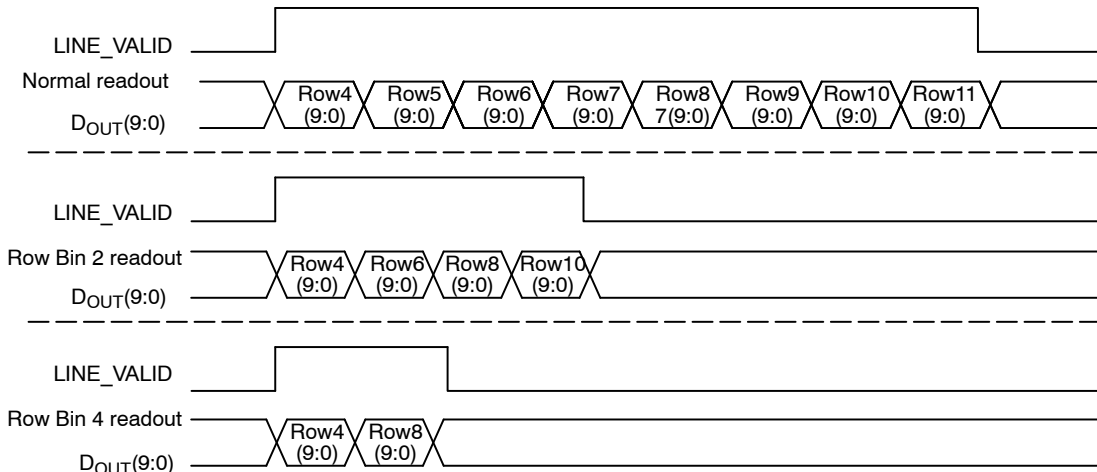 LINE_VALID
Normal readout
Row4 Row5 Row6 Row7 Row8 Row9 Row10 Row11
(9:0) (9:0) (9:0) (9:0) 7(9:0) (9:0) (9:0) (9:0)
DOUT(9:0)
LINE_VALID
Row Bin 2 readout
Row4 Row6 Row8 Row10
(9:0) (9:0) (9:0) (9:0)
DOUT(9:0)
LINE_VALID
Row Bin 4 readout
Row4 Row8
(9:0) (9:0)
DOUT(9:0)